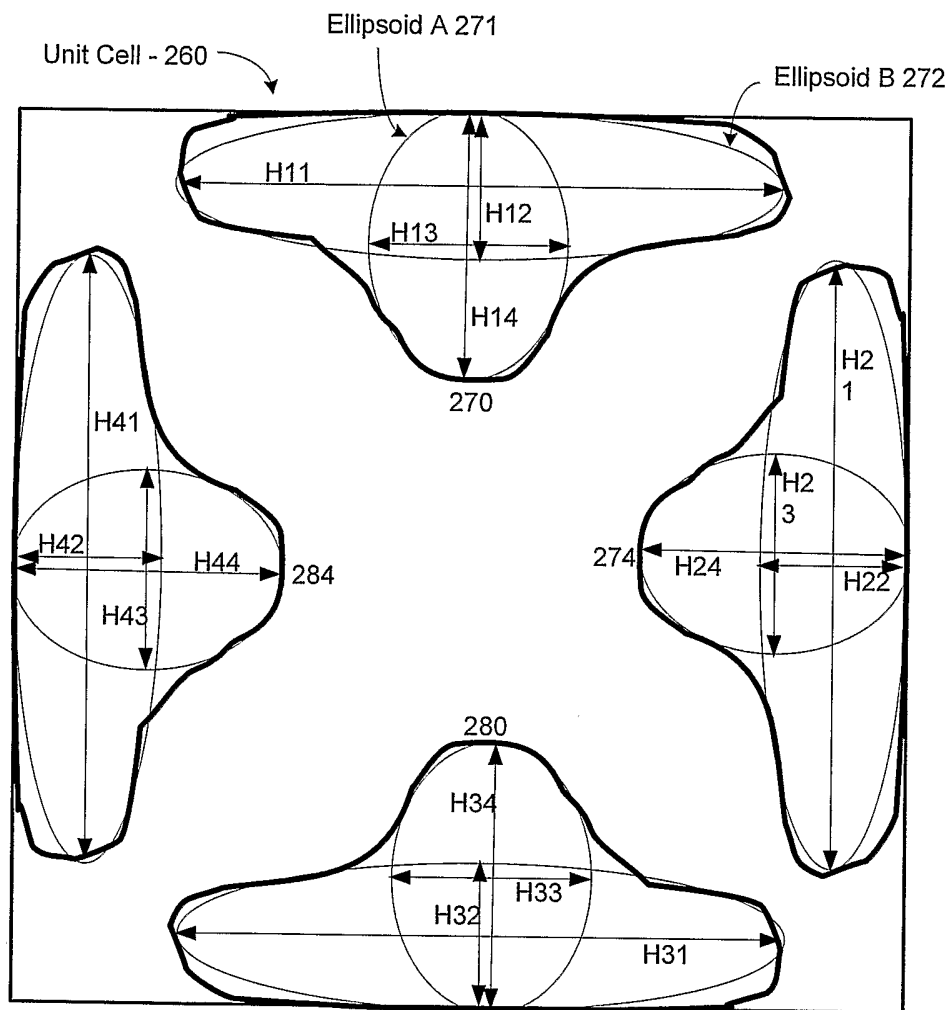 Ellipsoid A 271
Unit Cell - 260
Ellipsoid B 272
H11
H12
H13
H14
270
H2
1
H41
H2
3
H42
H44
284
274
H24
H22
H43
280
H34
H33
H32
H31